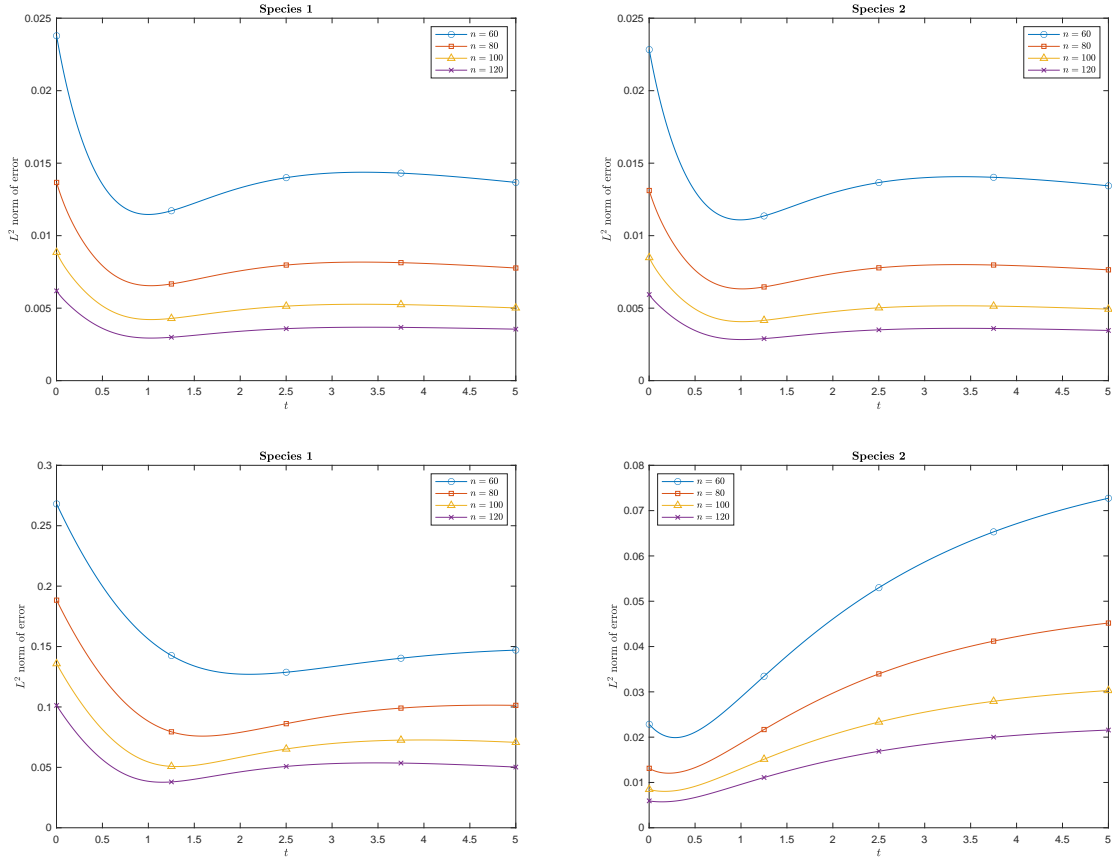 Species 1
0.025
0.02
0.015
0.01
0.005
0
L² norm of error
0 0.5 1 1.5 2 2.5 3 3.5 4 4.5 5
t
n = 60
n = 80
n = 100
n = 120
Species 2
0.025
0.02
0.015
0.01
0.005
0
L² norm of error
0 0.5 1 1.5 2 2.5 3 3.5 4 4.5 5
t
n = 60
n = 80
n = 100
n = 120
Species 1
0.3
0.25
0.2
0.15
0.1
0.05
0
L² norm of error
0 0.5 1 1.5 2 2.5 3 3.5 4 4.5 5
t
n = 60
n = 80
n = 100
n = 120
Species 2
0.08
0.07
0.06
0.05
0.04
0.03
0.02
0.01
0
L² norm of error
0 0.5 1 1.5 2 2.5 3 3.5 4 4.5 5
t
n = 60
n = 80
n = 100
n = 120